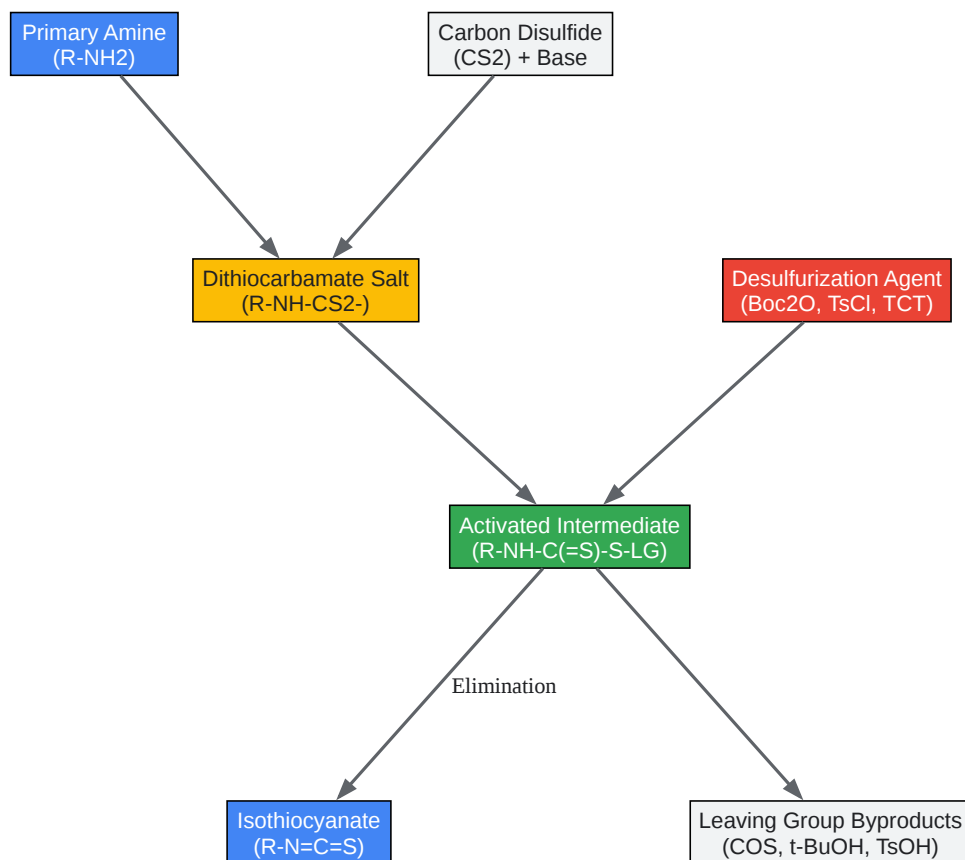 Primary Amine
(R-NH2)
Carbon Disulfide
(CS2) + Base
Dithiocarbamate Salt
(R-NH-CS2-)
Desulfurization Agent
(Boc2O, TsCl, TCT)
Activated Intermediate
(R-NH-C(=S)-S-LG)
Elimination
Isothiocyanate
(R-N=C=S)
Leaving Group Byproducts
(COS, t-BuOH, TsOH)